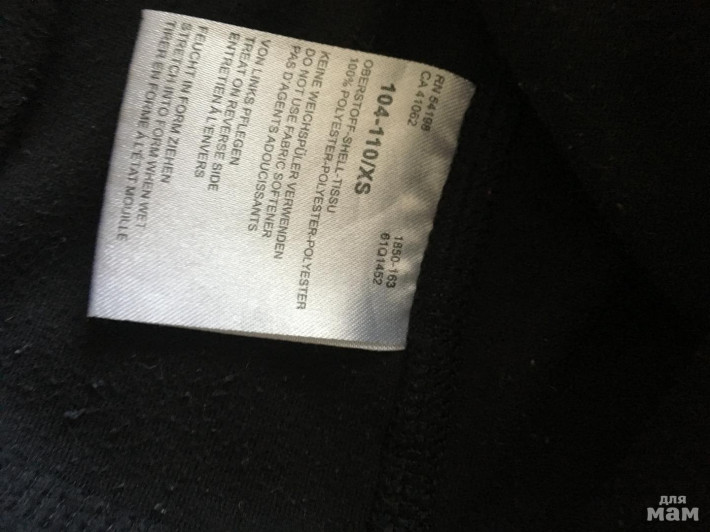 RN 54198
CA 41062
1850-163
61Q1452
104-110/XS
OBERSTOFF-SHELL-TISSU
100% POLYESTER-POLYESTER-POLYESTER
KEINE WEICHSPÜLER VERWENDEN
DO NOT USE FABRIC SOFTENER
PAS D'AGENTS ADOUCISSANTS
VON LINKS PFLEGEN
TREAT ON REVERSE SIDE
ENTRETIEN À L'ENVERS
FEUCHT IN FORM ZIEHEN
STRETCH INTO FORM WHEN WET
TIRER EN FORME À L'ÉTAT MOUILLE
для
мам